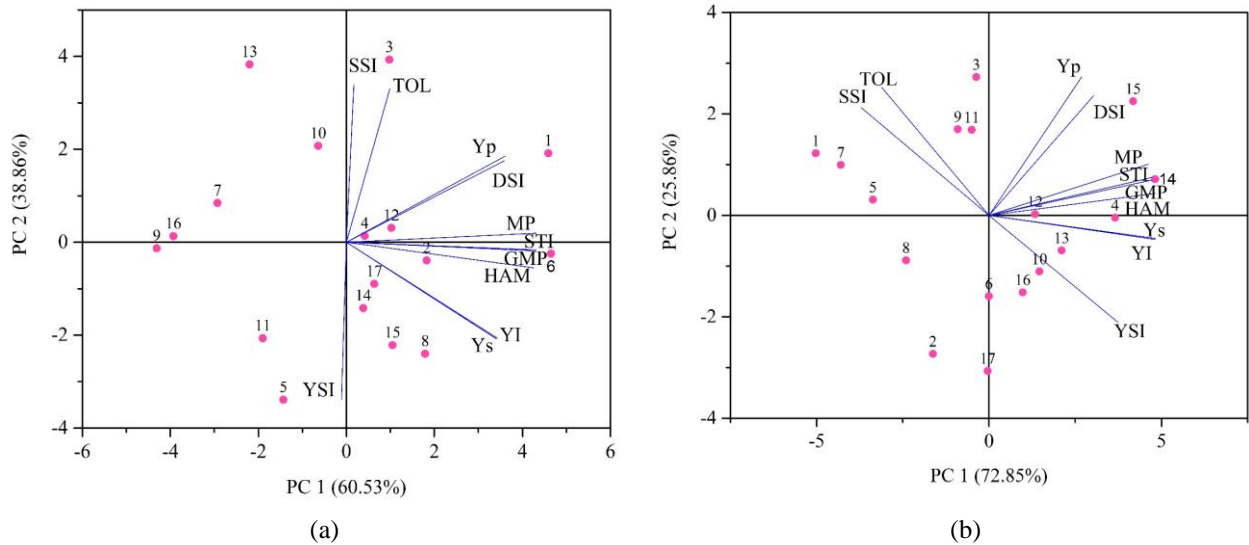 4
2
0
-2
-4
-6
-4
-2
0
2
4
6
PC 2 (38.86%)
PC 1 (60.53%)
13
3
SSI
TOL
10
1
Yp
DSI
7
12
16
4
MP
9
STI
2
GMP
6
HAM
17
14
11
15
8
Ys
YI
5
YSI
(a)
4
2
0
-2
-4
-5
0
5
PC 2 (25.86%)
PC 1 (72.85%)
3
Yp
TOL
15
SSI
DSI
9
11
1
7
MP
STI
14
5
GMP
12
4
HAM
Ys
13
YI
8
10
6
16
YSI
2
17
(b)